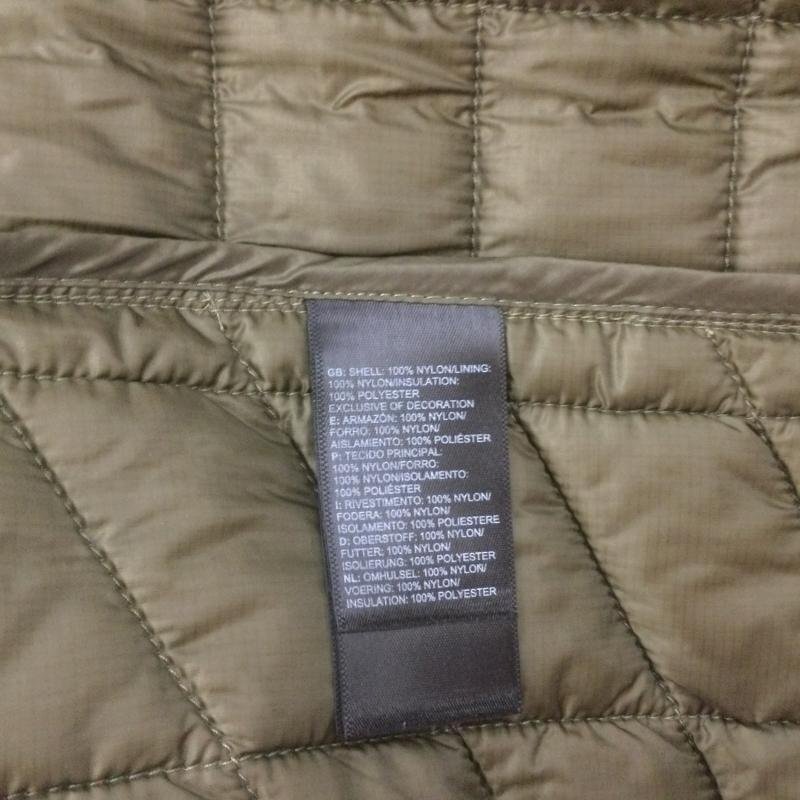 GB: SHELL: 100% NYLON/LINING:
100% NYLON/INSULATION:
100% POLYESTER
EXCLUSIVE OF DECORATION
E: ARMAZÓN: 100% NYLON/
FORRO: 100% NYLON/
AISLAMIENTO: 100% POLIÉSTER
P: TECIDO PRINCIPAL:
100% NYLON/FORRO:
100% NYLON/ISOLAMENTO:
100% POLIÉSTER
I: RIVESTIMENTO: 100% NYLON/
FODERA: 100% NYLON/
ISOLAMENTO: 100% POLIESTERE
D: OBERSTOFF: 100% NYLON/
FUTTER: 100% NYLON/
ISOLIERUNG: 100% POLYESTER
NL: OMHULSEL: 100% NYLON/
VOERING: 100% NYLON/
INSULATION: 100% POLYESTER